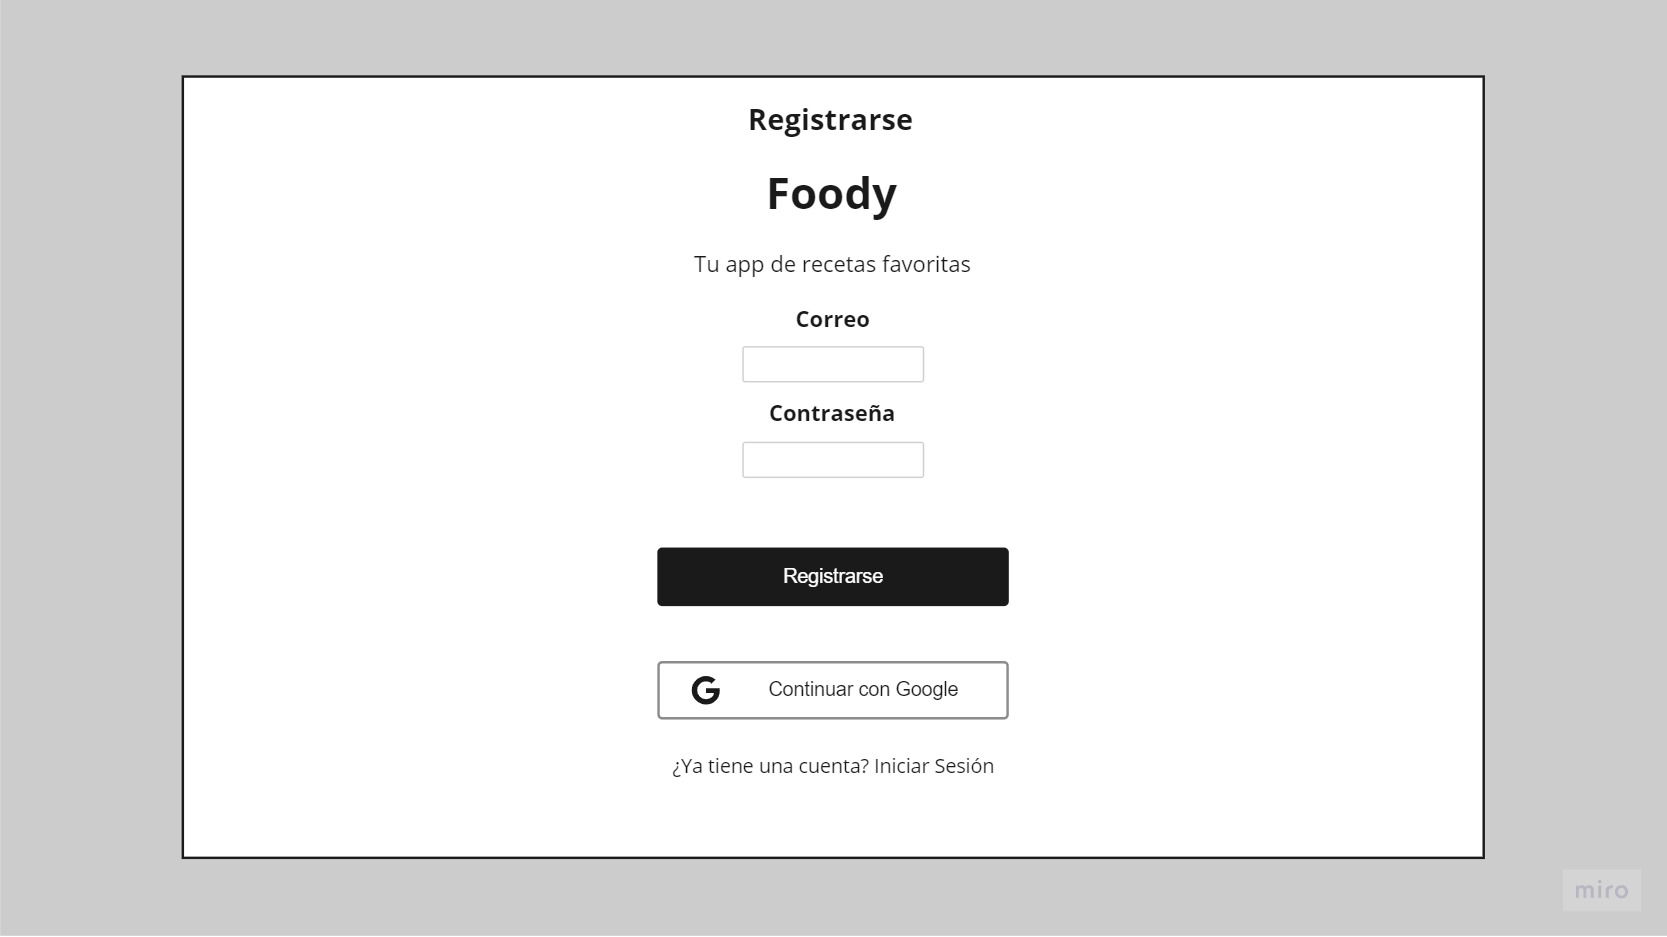 Registrarse
Foody
Tu app de recetas favoritas
Correo
Contraseña
Registrarse
G Continuar con Google
¿Ya tiene una cuenta? Iniciar Sesión
miro